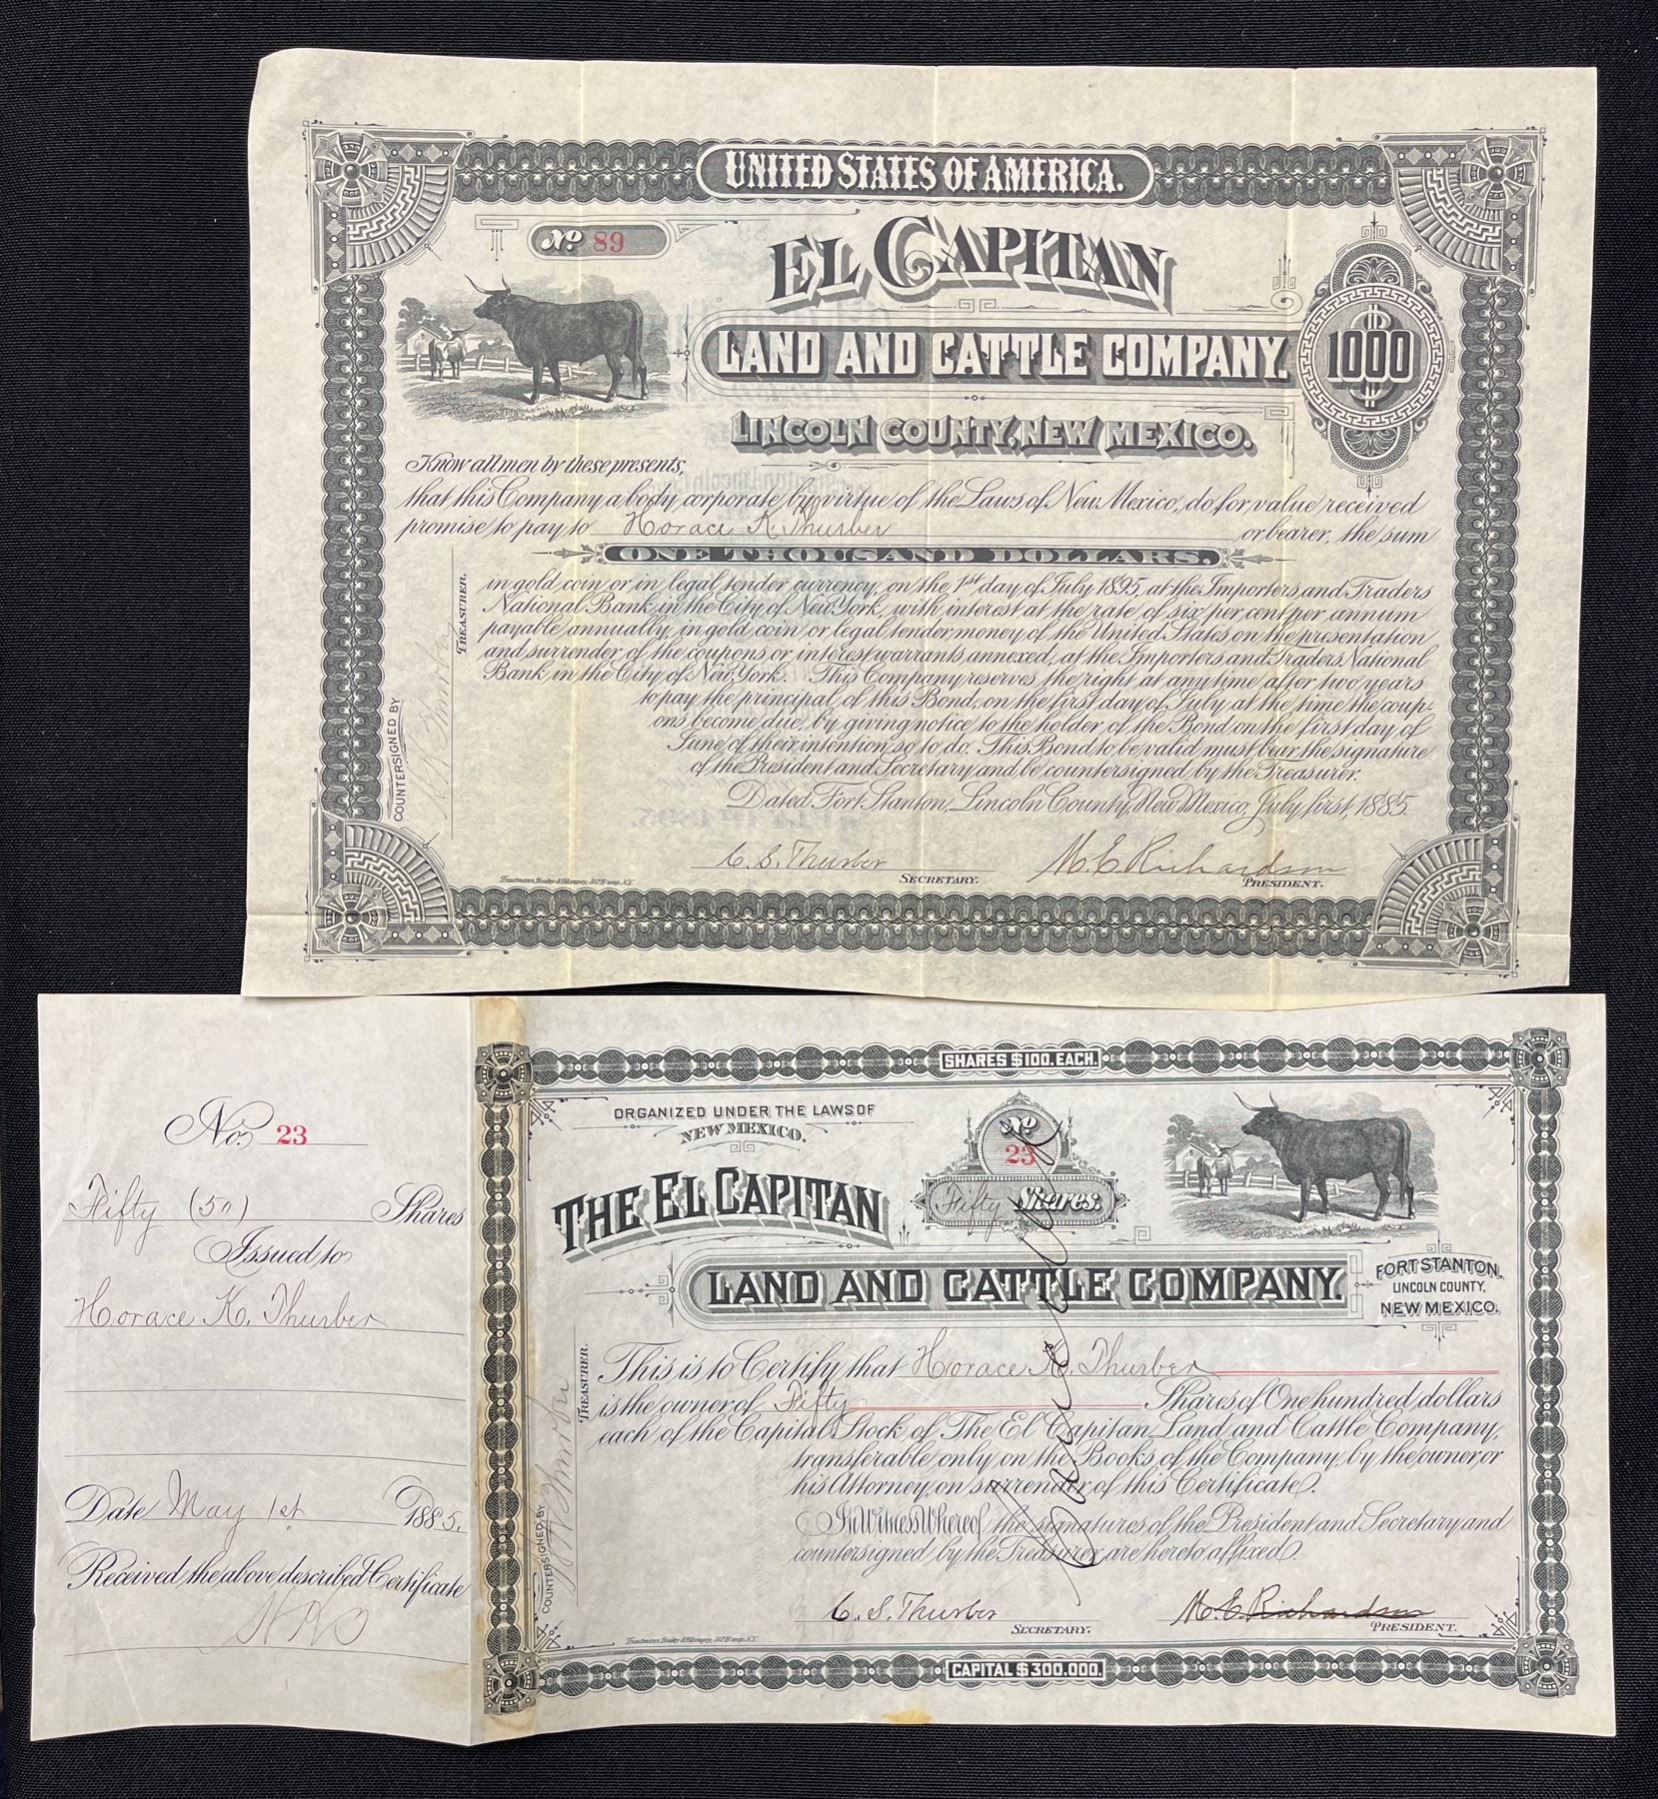 UNITED STATES OF AMERICA.
No 89
EL CAPITAN
LAND AND CATTLE COMPANY.
$1000
LINCOLN COUNTY, NEW MEXICO.
Know all men by these presents,
that this Company a body corporate by virtue of the Laws of New Mexico, do for value received
promise to pay to Horace K. Thurber or bearer, the sum
ONE THOUSAND DOLLARS.
in gold coin or in legal tender currency, on the 1st day of July 1895, at the Importers and Traders
National Bank in the City of New York, with interest at the rate of six per cent per annum
payable annually, in gold coin or legal tender money of the United States on the presentation
and surrender of the coupons or interest warrants annexed, at the Importers and Traders National
Bank in the City of New York. This Company reserves the right at any time after two years
to pay the principal of this Bond, on the first day of July at the time the coup-
ons become due, by giving notice to the holder of the Bond on the first day of
June of their intention so to do. This Bond to be valid must bear the signature
of the President and Secretary and be countersigned by the Treasurer.
Dated Fort Stanton, Lincoln County, New Mexico, July first, 1885.
COUNTERSIGNED BY H. K. Thurber TREASURER.
C. S. Thurber SECRETARY.
M. C. Richardson PRESIDENT.
No. 23
Fifty (50) Shares
Issued to
Horace K. Thurber
Date May 1st 1885.
Received the above described Certificate
SHARES $100. EACH.
ORGANIZED UNDER THE LAWS OF
NEW MEXICO.
No 23
Fifty Shares.
THE EL CAPITAN
LAND AND CATTLE COMPANY.
FORT STANTON,
LINCOLN COUNTY,
NEW MEXICO.
This is to Certify that Horace K. Thurber
is the owner of Fifty Shares of One hundred dollars
each of the Capital Stock of The El Capitan Land and Cattle Company,
transferable only on the Books of the Company by the owner or
his Attorney, on surrender of this Certificate.
In Witness Whereof the signatures of the President and Secretary and
countersigned by the Treasurer are hereto affixed.
COUNTERSIGNED BY H. K. Thurber TREASURER.
C. S. Thurber SECRETARY.
M. C. Richardson PRESIDENT.
CAPITAL $300.000.